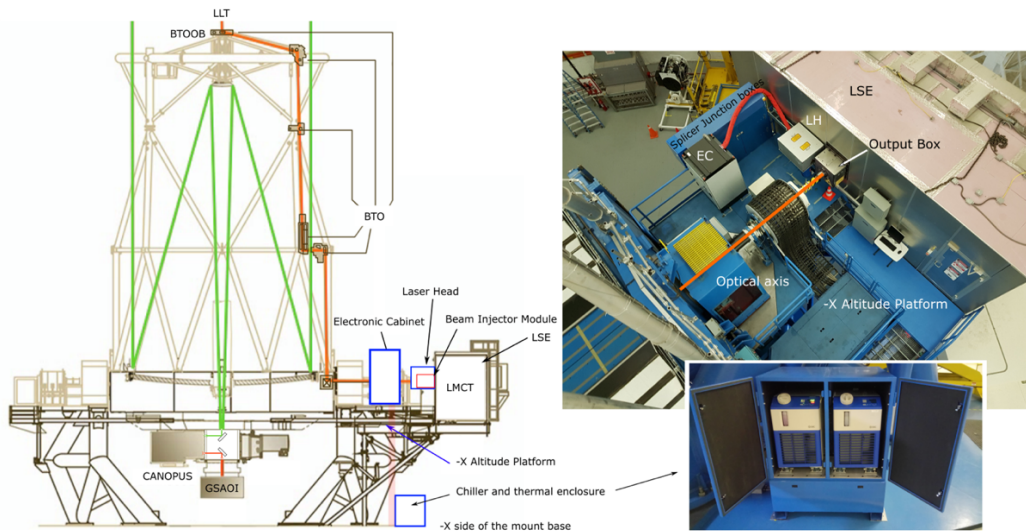 LLT
BTOOB
BTO
Laser Head
Electronic Cabinet
Beam Injector Module
LSE
LMCT
CANOPUS
GSAOI
-X Altitude Platform
Chiller and thermal enclosure
-X side of the mount base
Splicer Junction boxes
LSE
LH
EC
Output Box
Optical axis
-X Altitude Platform